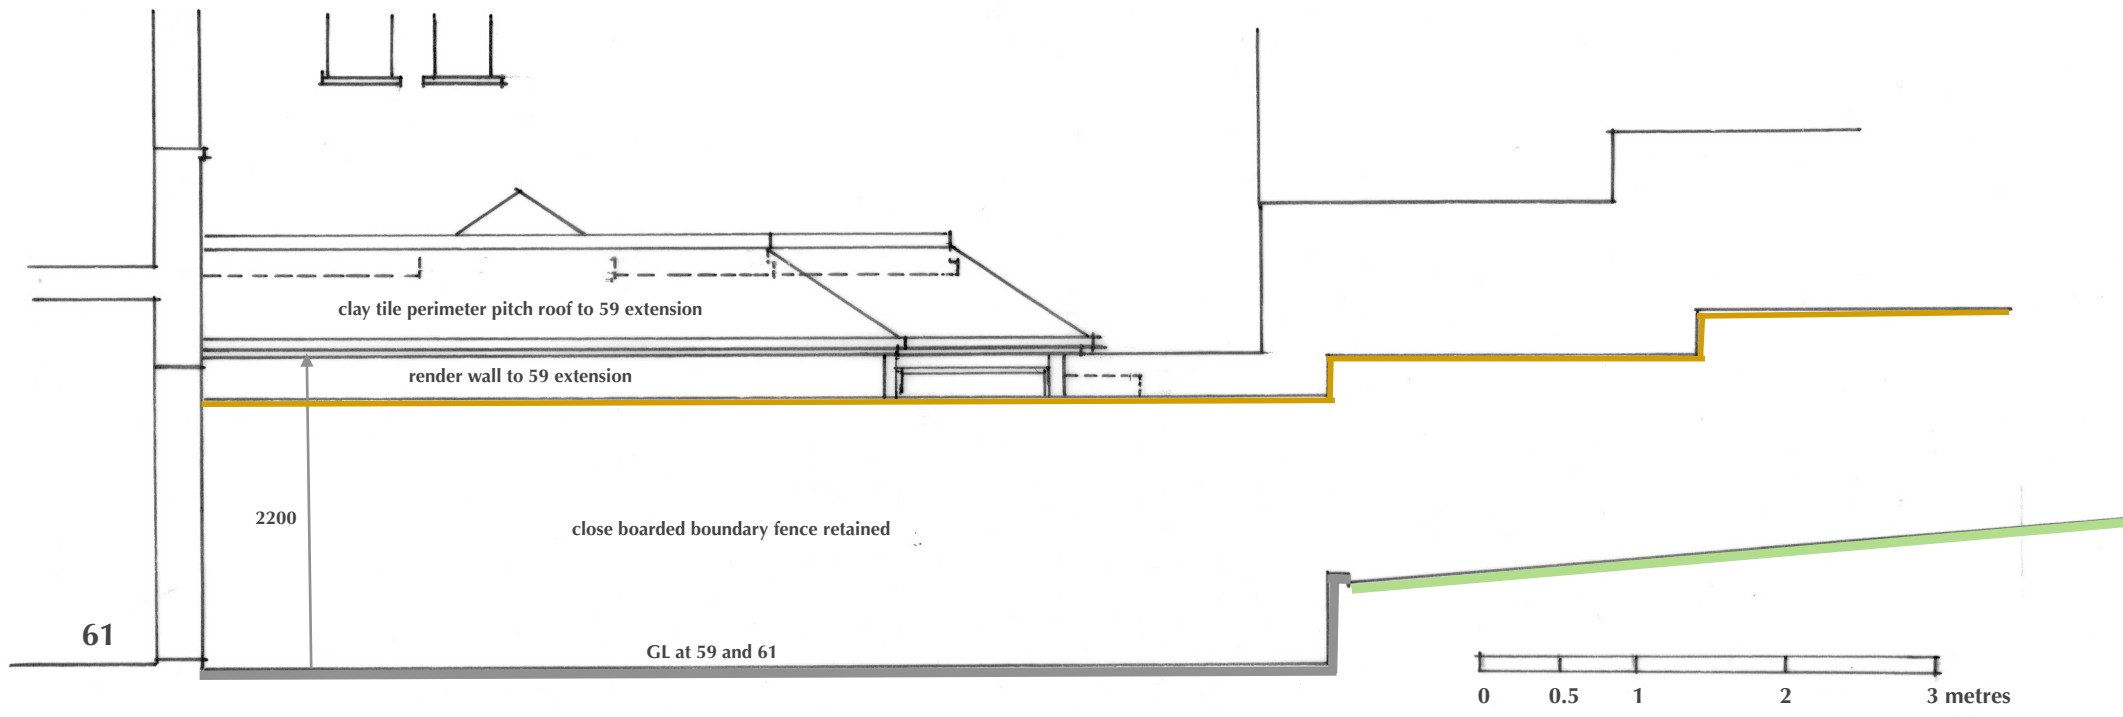 clay tile perimeter pitch roof to 59 extension
render wall to 59 extension
2200
close boarded boundary fence retained
61
GL at 59 and 61
0 0.5 1 2 3 metres